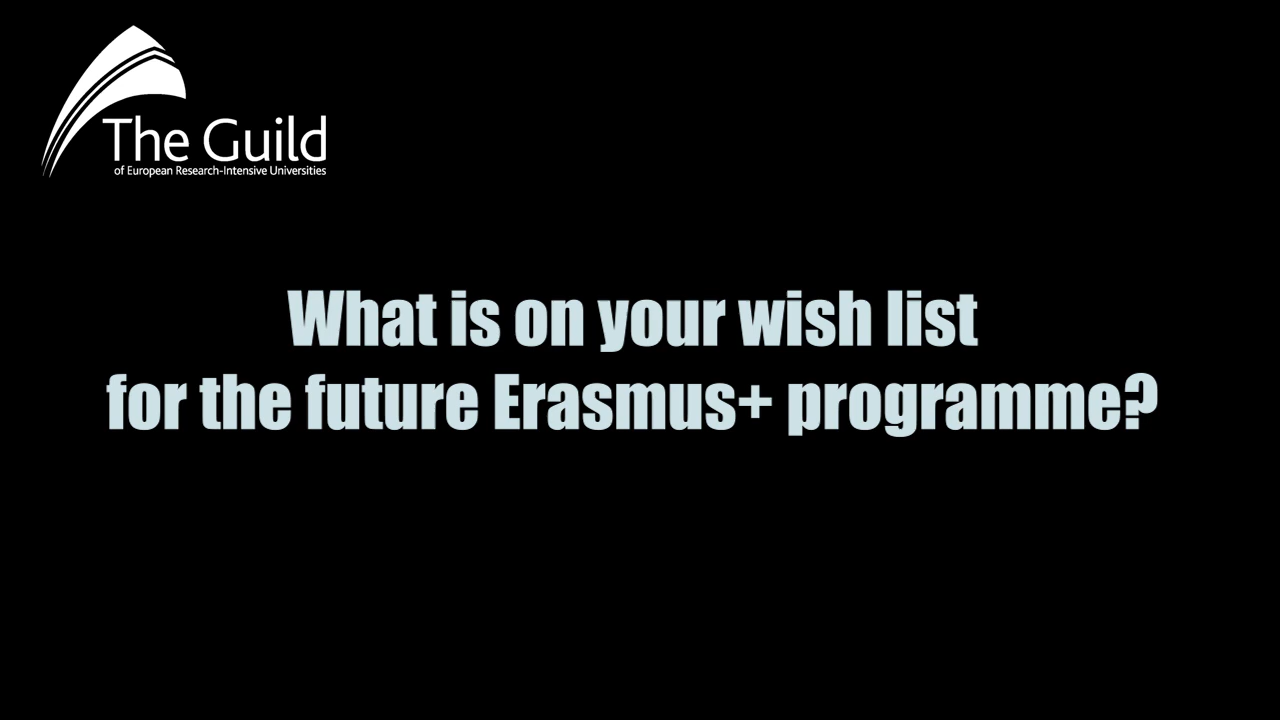 The Guild
of European Research-Intensive Universities
What is on your wish list
for the future Erasmus+ programme?